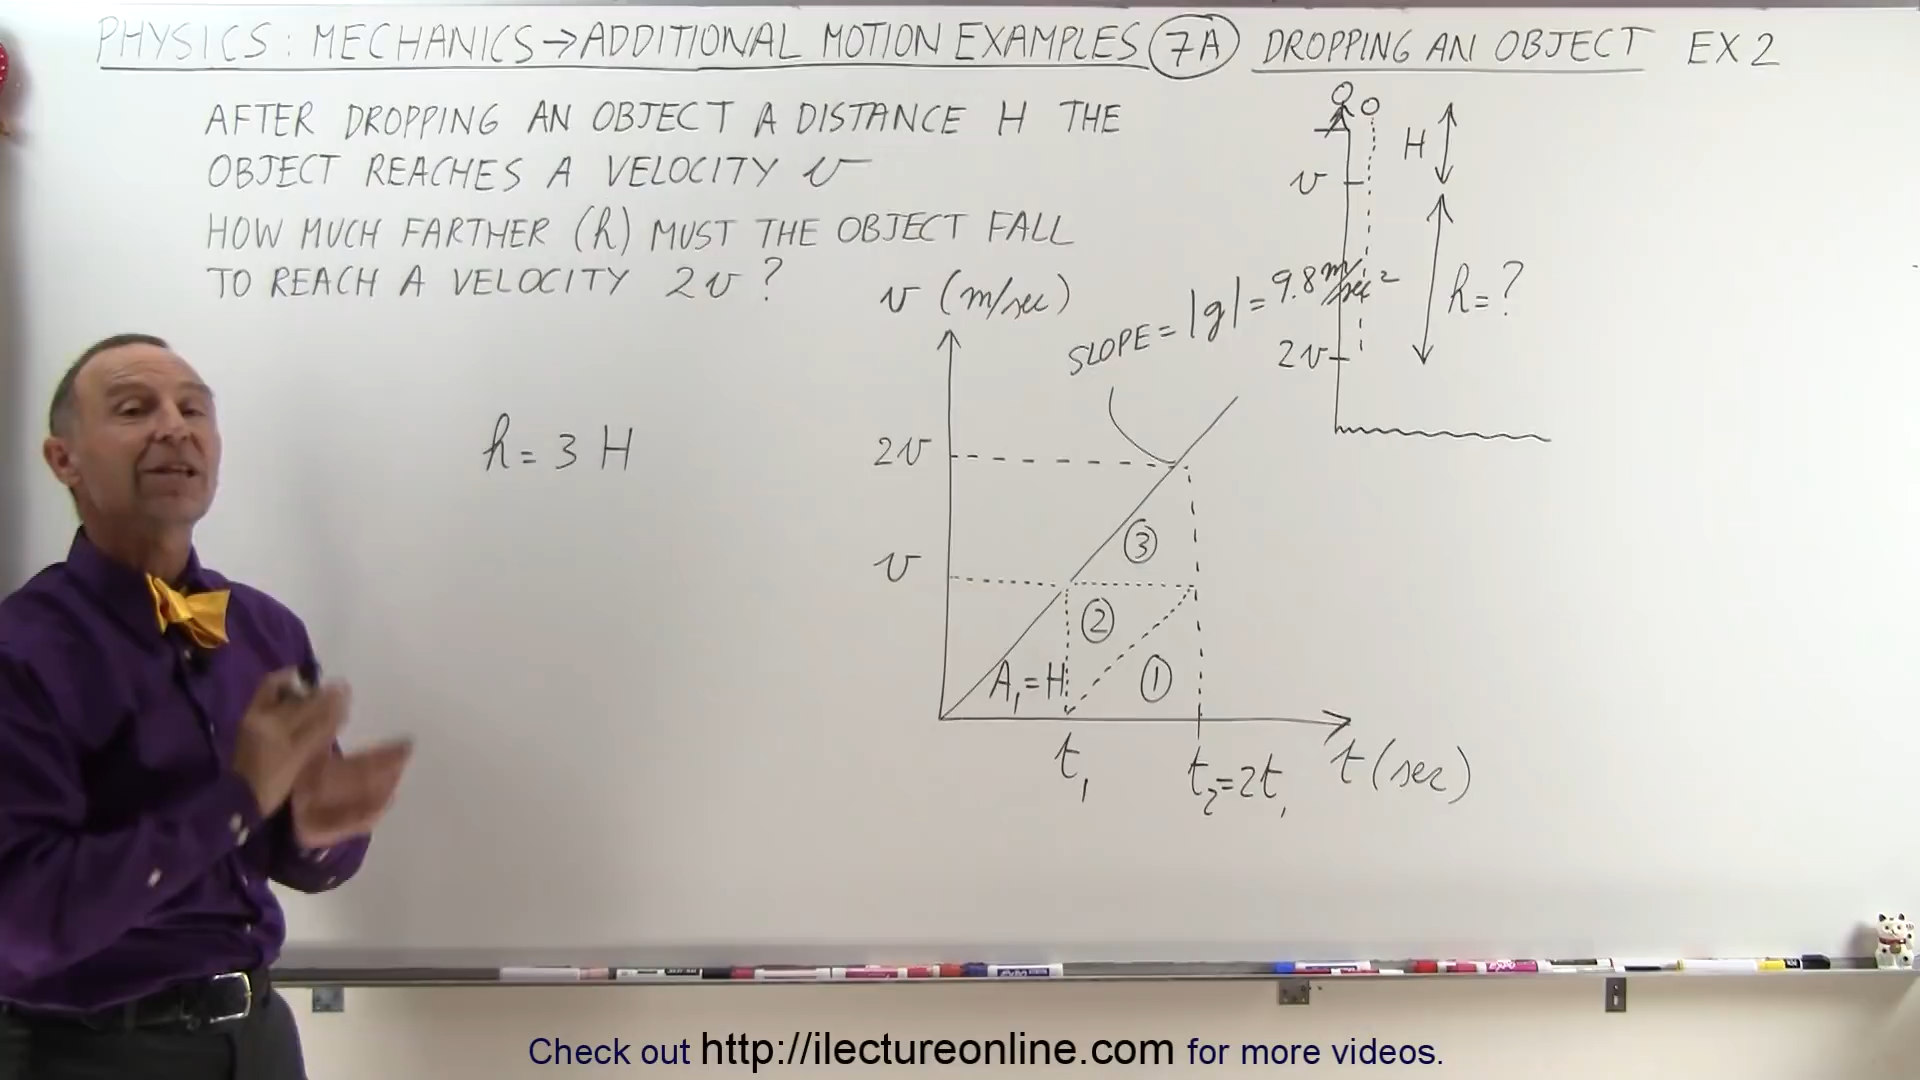 PHYSICS: MECHANICS→ADDITIONAL MOTION EXAMPLES 7A DROPPING AN OBJECT EX 2
AFTER DROPPING AN OBJECT A DISTANCE H THE
OBJECT REACHES A VELOCITY v
HOW MUCH FARTHER (h) MUST THE OBJECT FALL
TO REACH A VELOCITY 2v?
H
v
h=?
2v
v (m/sec)
SLOPE = |g| = 9.8 m/sec²
h = 3 H
2v
v
③
②
①
A₁=H
t₁
t₂=2t₁
t (sec)
Check out http://ilectureonline.com for more videos.